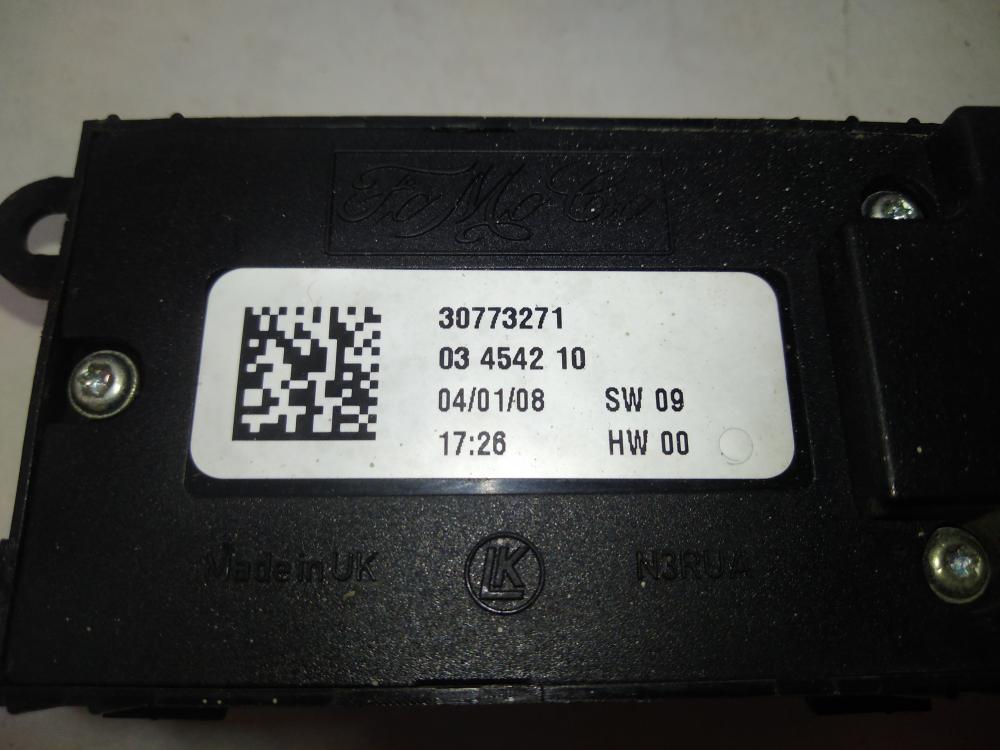 FoMoCo
30773271
03 4542 10
04/01/08 SW 09
17:26 HW 00
Made in UK LK N3RUA